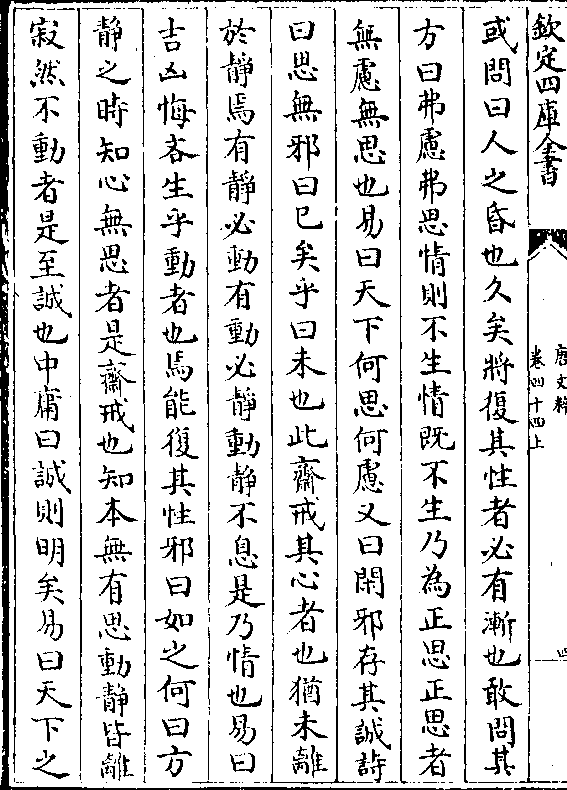 欽定四庫全書
唐文粹
卷四十四上
四
或問曰人之昏也久矣將復其性者必有漸也敢問其
方曰弗慮弗思情則不生情既不生乃為正思正思者
無慮無思也易曰天下何思何慮又曰閑邪存其誠詩
曰思無邪曰已矣乎曰未也此齋戒其心者也猶未離
於静焉有静必動有動必静動静不息是乃情也易曰
吉凶悔吝生乎動者也焉能復其性邪曰如之何曰方
静之時知心無思者是齋戒也知本無有思動静皆離
寂然不動者是至誠也中庸曰誠則明矣易曰天下之